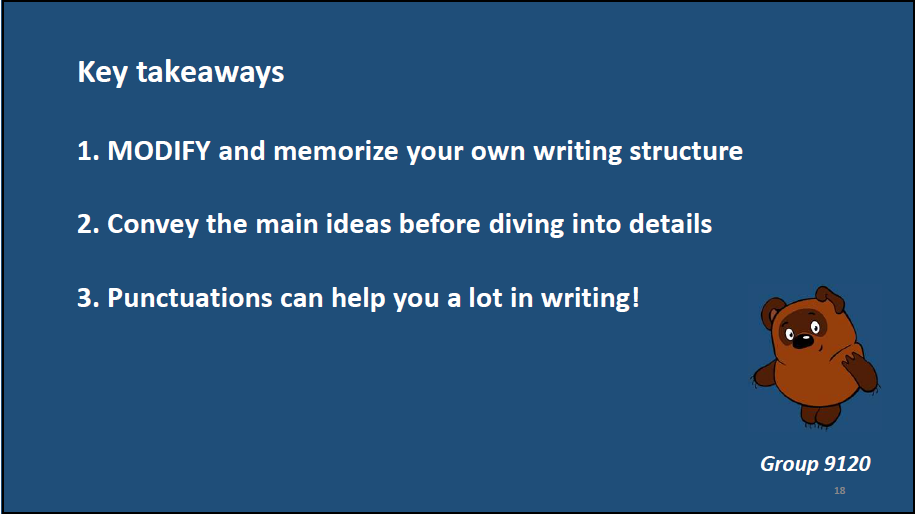 Key takeaways
1. MODIFY and memorize your own writing structure
2. Convey the main ideas before diving into details
3. Punctuations can help you a lot in writing!
Group 9120
18